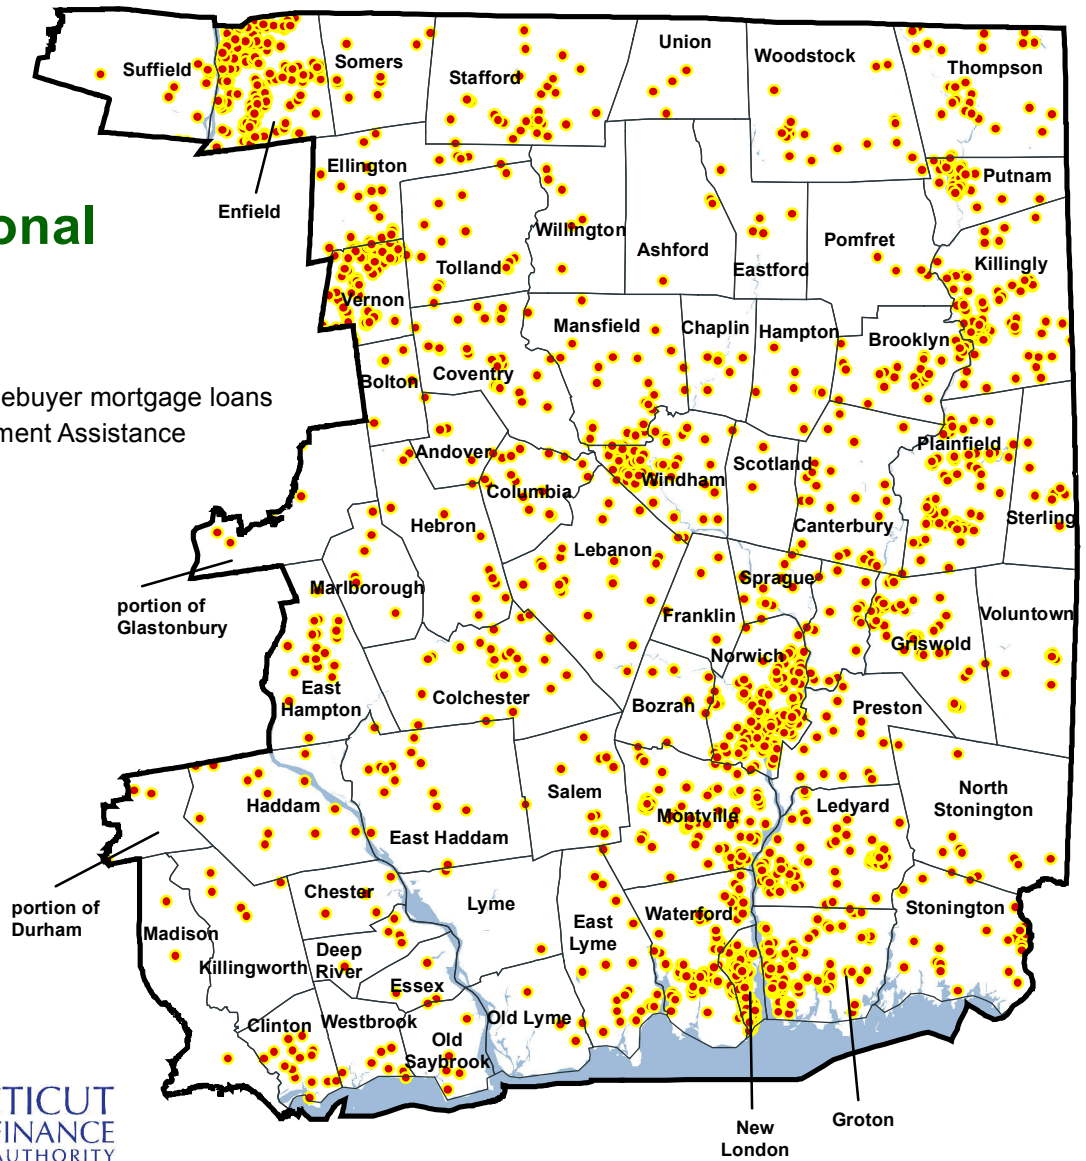 Union
Woodstock
Suffield
Somers
Stafford
Thompson
Ellington
Putnam
Enfield
onal
Willington
Ashford
Pomfret
Eastford
Tolland
Killingly
Vernon
Mansfield
Chaplin
Hampton
Brooklyn
Bolton
Coventry
ebuyer mortgage loans
ment Assistance
Andover
Plainfield
Scotland
Windham
Columbia
Sterling
Hebron
Canterbury
Lebanon
Marlborough
Sprague
portion of
Glastonbury
Franklin
Voluntown
Griswold
Norwich
East
Hampton
Colchester
Bozrah
Preston
Salem
North
Stonington
Haddam
Ledyard
Montville
East Haddam
Chester
Lyme
portion of
Durham
Waterford
Stonington
East
Lyme
Madison
Deep
River
Killingworth
Essex
Clinton
Westbrook
Old Lyme
Old
Saybrook
TICUT
FINANCE
AUTHORITY
New
London
Groton